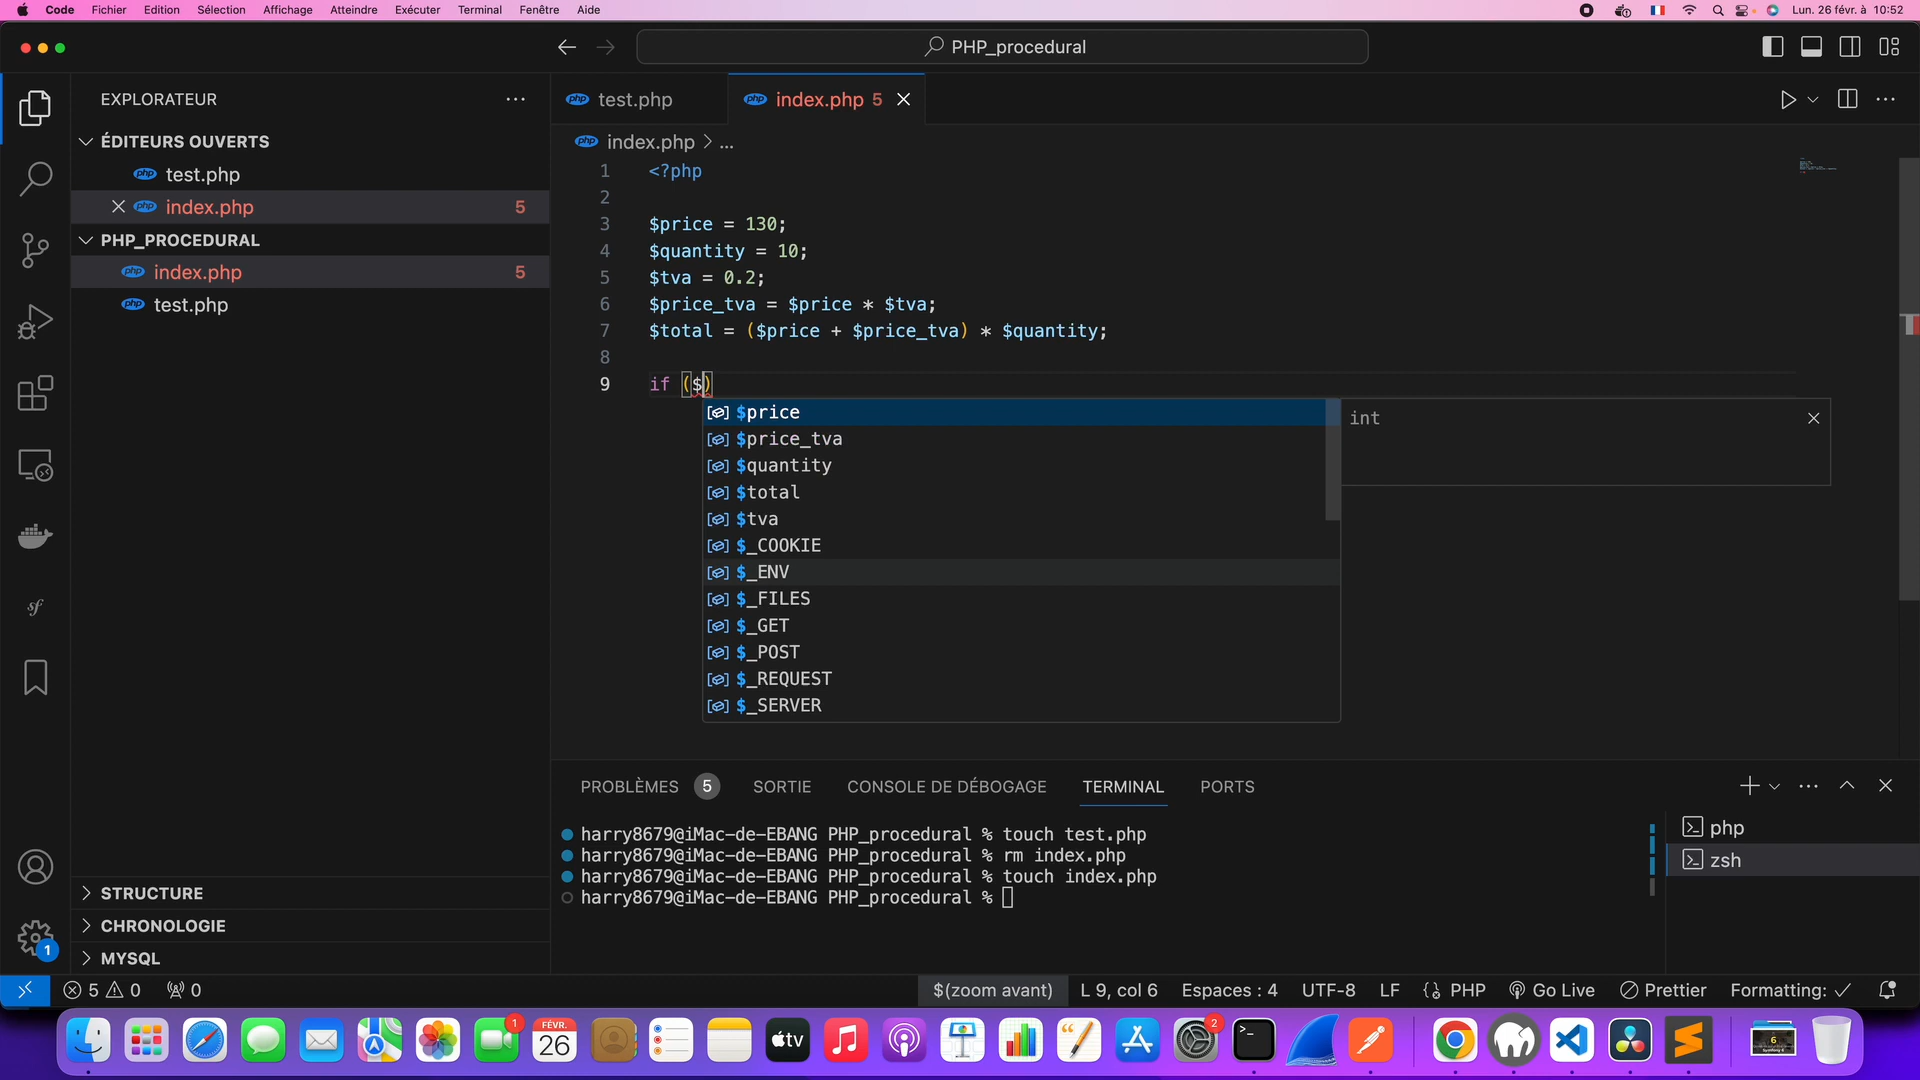 Code Fichier Edition Sélection Affichage Atteindre Exécuter Terminal Fenêtre Aide Lun. 26 févr. à 10:52
PHP_procedural
EXPLORATEUR
ÉDITEURS OUVERTS
test.php
index.php 5
PHP_PROCEDURAL
index.php 5
test.php
STRUCTURE
CHRONOLOGIE
MYSQL
test.php index.php 5
index.php > ...
1 <?php
2
3 $price = 130;
4 $quantity = 10;
5 $tva = 0.2;
6 $price_tva = $price * $tva;
7 $total = ($price + $price_tva) * $quantity;
8
9 if ($)
$price
$price_tva
$quantity
$total
$tva
$_COOKIE
$_ENV
$_FILES
$_GET
$_POST
$_REQUEST
$_SERVER
int
PROBLÈMES 5 SORTIE CONSOLE DE DÉBOGAGE TERMINAL PORTS
harry8679@iMac-de-EBANG PHP_procedural % touch test.php
harry8679@iMac-de-EBANG PHP_procedural % rm index.php
harry8679@iMac-de-EBANG PHP_procedural % touch index.php
harry8679@iMac-de-EBANG PHP_procedural %
php
zsh
1
5 0 0 $(zoom avant) L 9, col 6 Espaces : 4 UTF-8 LF PHP Go Live Prettier Formatting: ✓
1
FÉVR.
26
tv
2
6